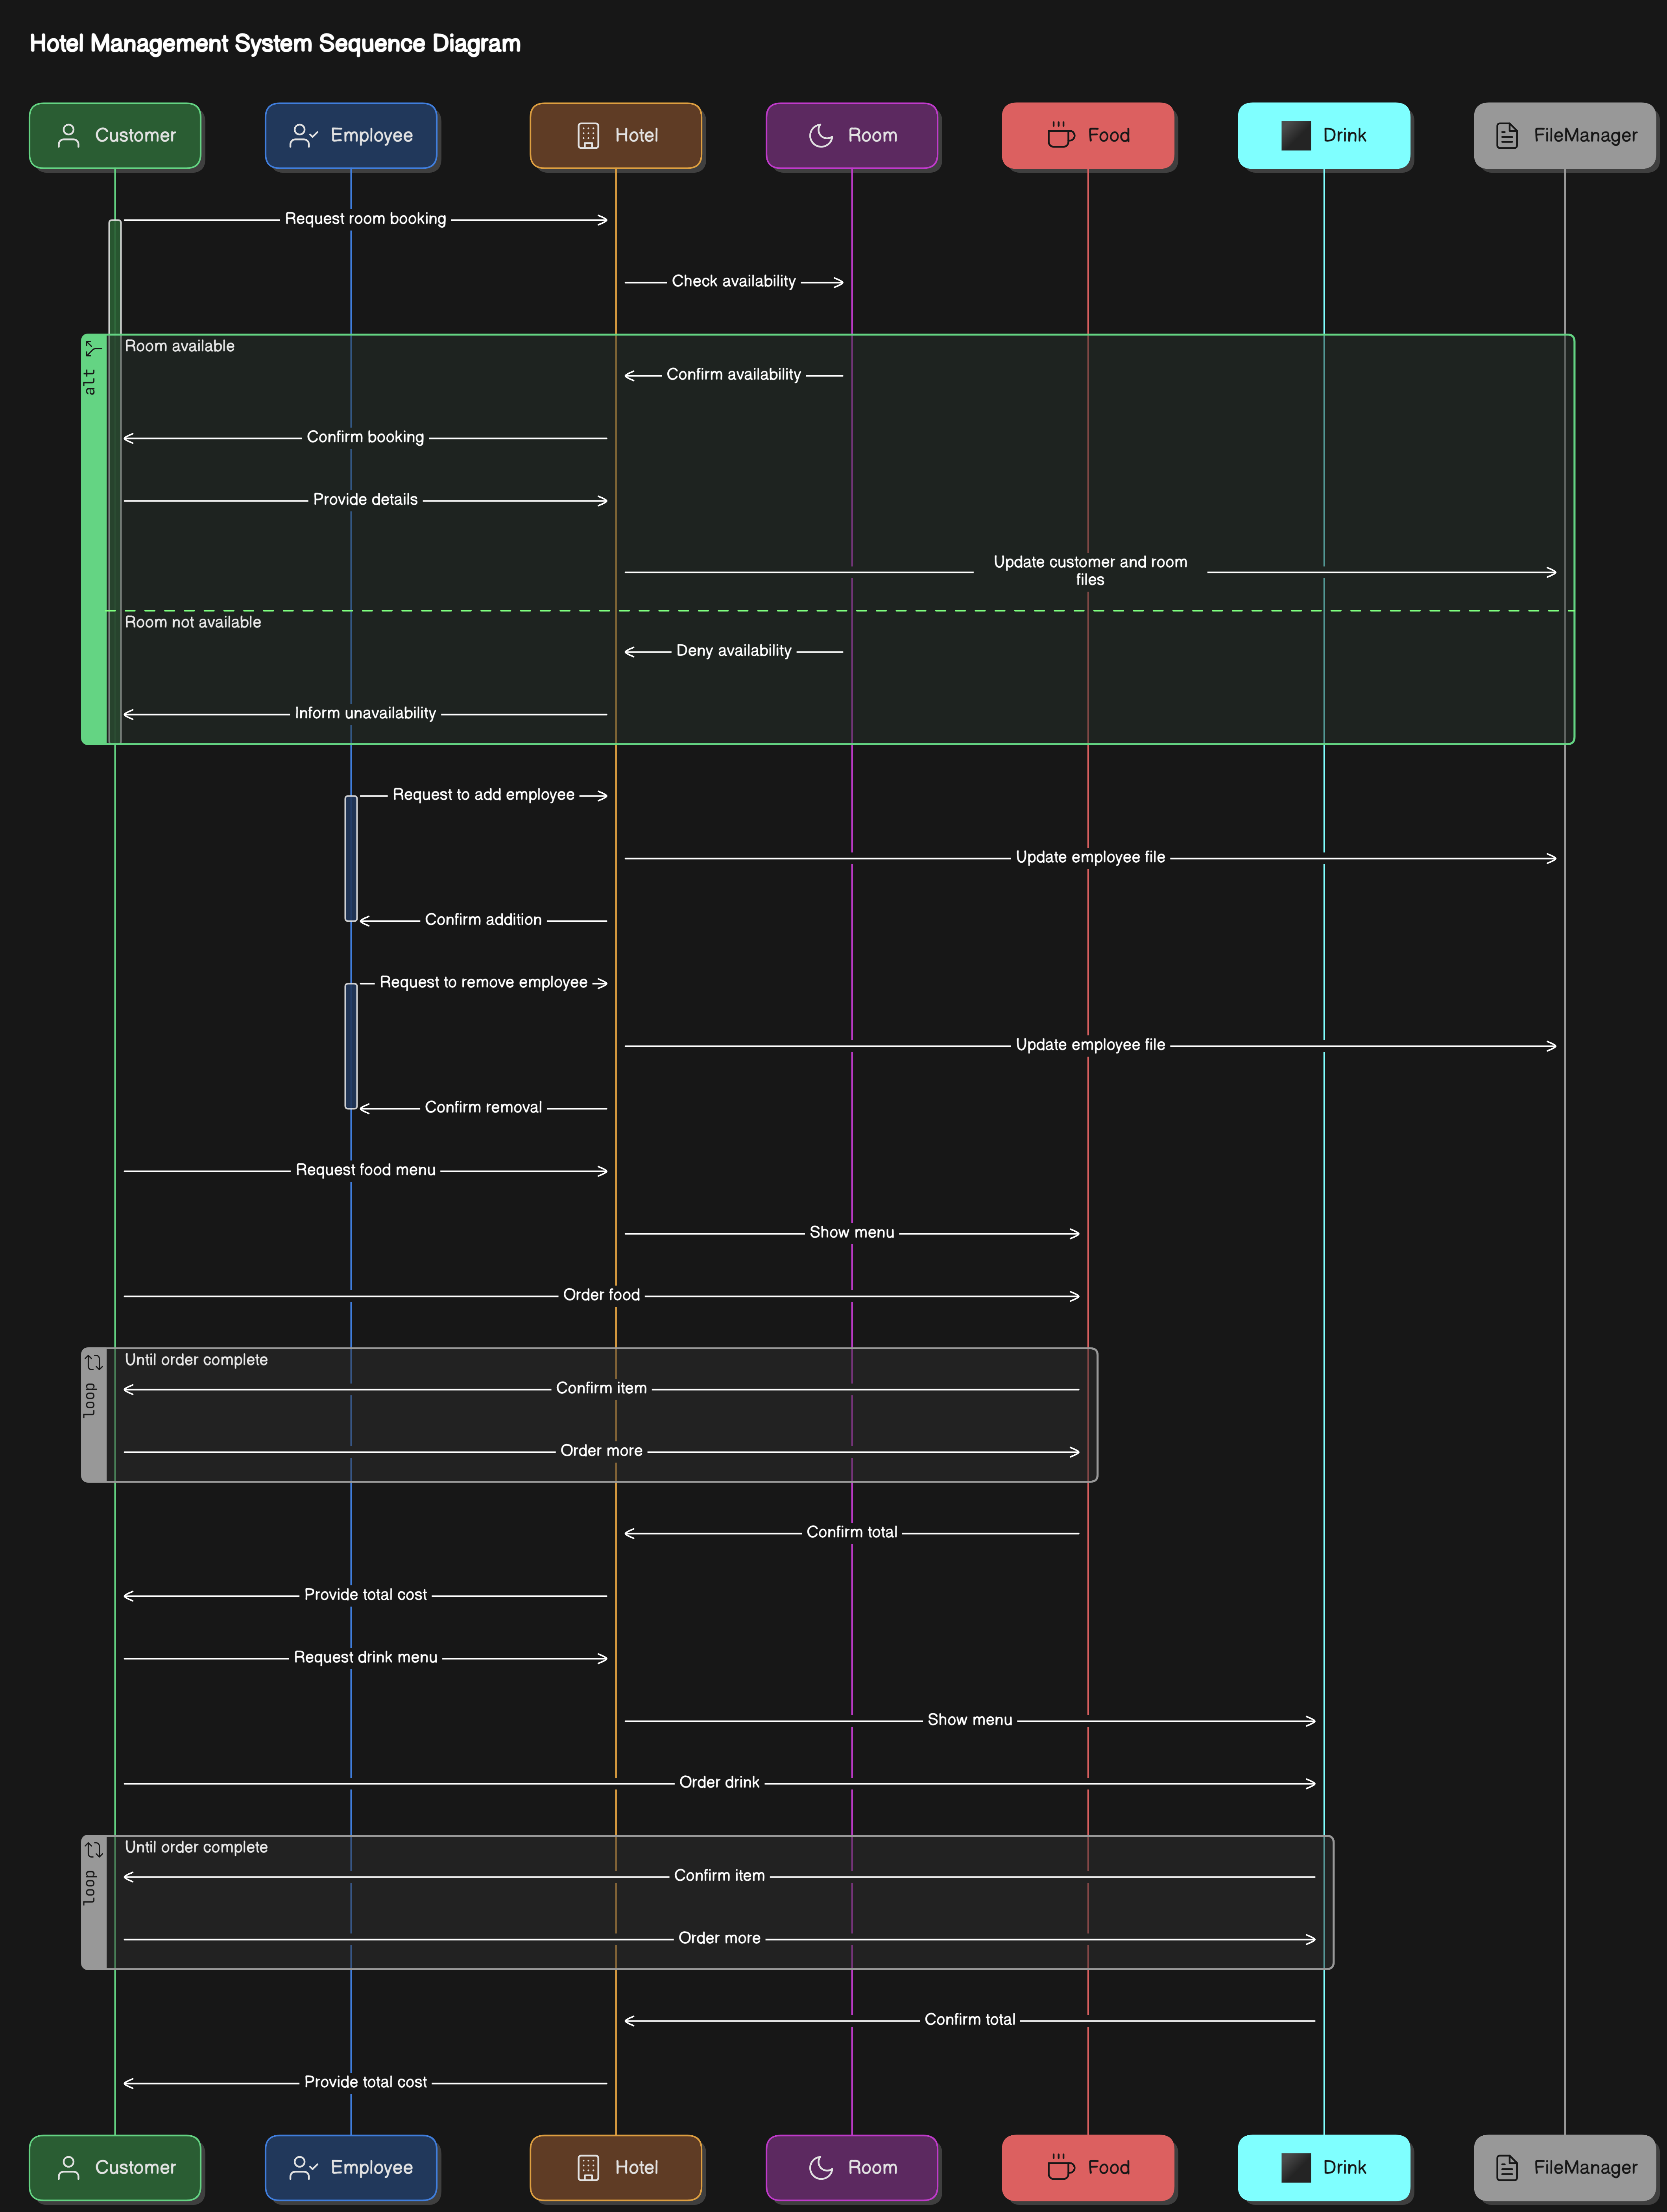 Hotel Management System Sequence Diagram
Customer
Employee
Hotel
Room
Food
Drink
FileManager
Request room booking
Check availability
alt
Room available
Confirm availability
Confirm booking
Provide details
Update customer and room
files
Room not available
Deny availability
Inform unavailability
Request to add employee
Update employee file
Confirm addition
Request to remove employee
Update employee file
Confirm removal
Request food menu
Show menu
Order food
loop
Until order complete
Confirm item
Order more
Confirm total
Provide total cost
Request drink menu
Show menu
Order drink
loop
Until order complete
Confirm item
Order more
Confirm total
Provide total cost
Customer
Employee
Hotel
Room
Food
Drink
FileManager